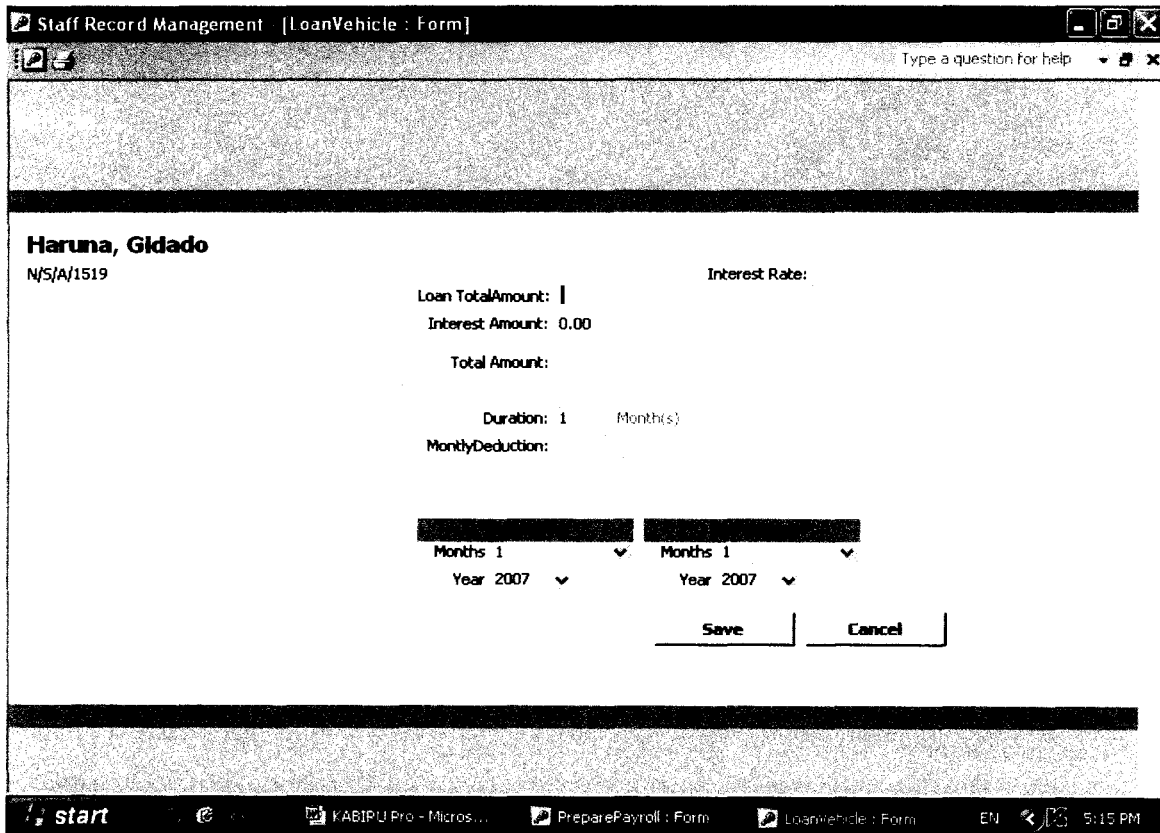 Staff Record Management - [LoanVehicle : Form]
Type a question for help
Haruna, Gidado
N/S/A/1519
Interest Rate:
Loan TotalAmount:
Interest Amount: 0.00
Total Amount:
Duration: 1 Month(s)
MontlyDeduction:
Months 1 Months 1
Year 2007 Year 2007
Save Cancel
start KABIRU Pro - Micros... PreparePayroll : Form LoanVehicle : Form EN 5:15 PM